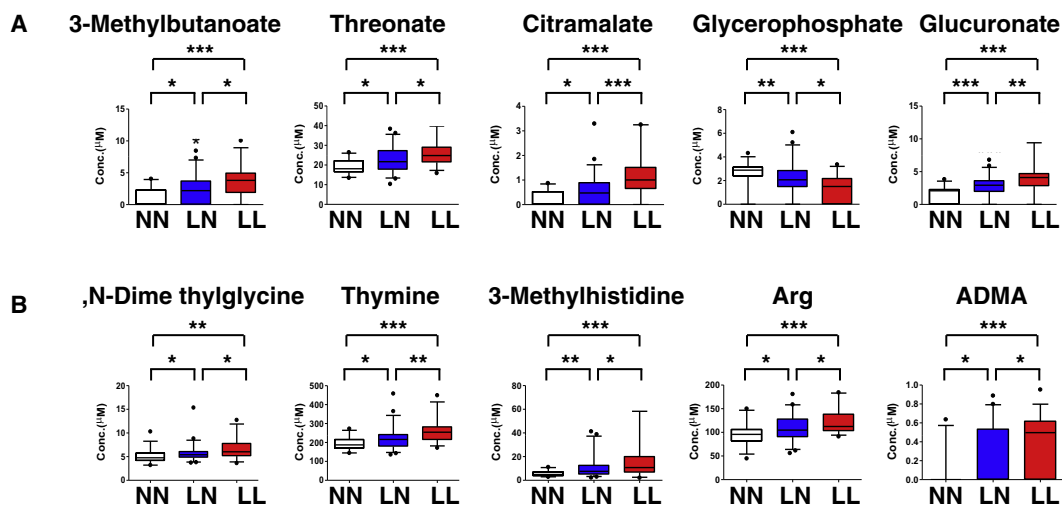 A
3-Methylbutanoate Threonate Citramalate Glycerophosphate Glucuronate
*** *** *** *** ***
* * * * * *** ** * *** **
Conc.(µM) 15 10 5 0
Conc.(µM) 50 40 30 20 10 0
Conc.(µM) 4 3 2 1 0
Conc.(µM) 8 6 4 2 0
Conc.(µM) 15 10 5 0
NN LN LL NN LN LL NN LN LL NN LN LL NN LN LL
B
,N-Dime thylglycine Thymine 3-Methylhistidine Arg ADMA
** *** *** *** ***
* * * ** ** * * * * *
Conc.(µM) 20 15 10 5 0
Conc.(µM) 500 400 300 200 100 0
Conc.(µM) 80 60 40 20 0
Conc.(µM) 200 150 100 50 0
Conc.(µM) 1.0 0.8 0.6 0.4 0.2 0.0
NN LN LL NN LN LL NN LN LL NN LN LL NN LN LL